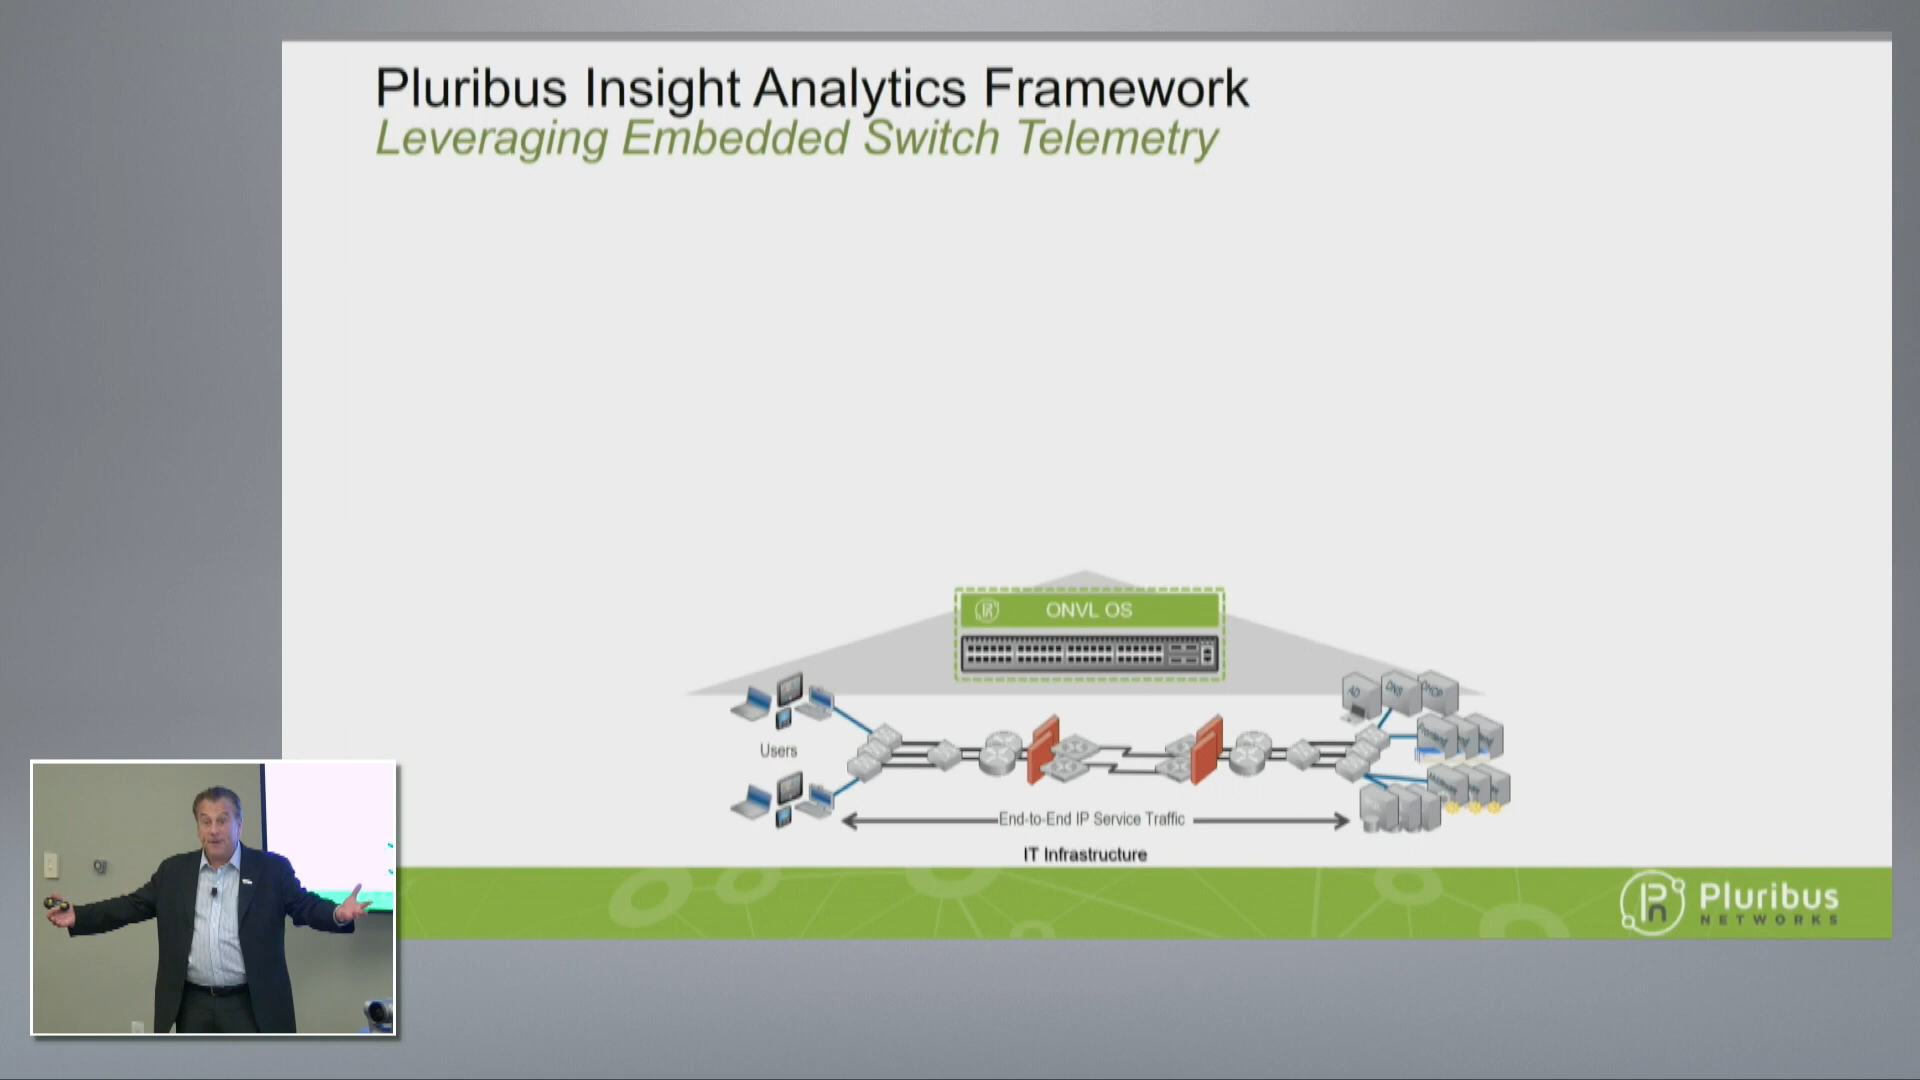 Pluribus Insight Analytics Framework
Leveraging Embedded Switch Telemetry
ONVL OS
AD
DNS
DHCP
Users
End-to-End IP Service Traffic
IT Infrastructure
Pluribus
NETWORKS